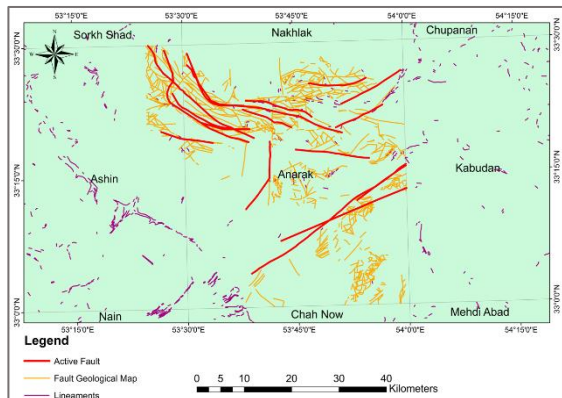 53°15'0"E 53°30'0"E 53°45'0"E 54°0'0"E 54°15'0"E
Sorkh Shad Nakhlak Chupanan
33°30'0"N 33°30'0"N
Ashin Anarak Kabudan
33°15'0"N 33°15'0"N
Nain Chah Now Mehdi Abad
33°0'0"N 33°0'0"N
53°15'0"E 53°30'0"E 53°45'0"E 54°0'0"E 54°15'0"E
Legend
Active Fault
Fault Geological Map
Lineaments
0 5 10 20 30 40
Kilometers